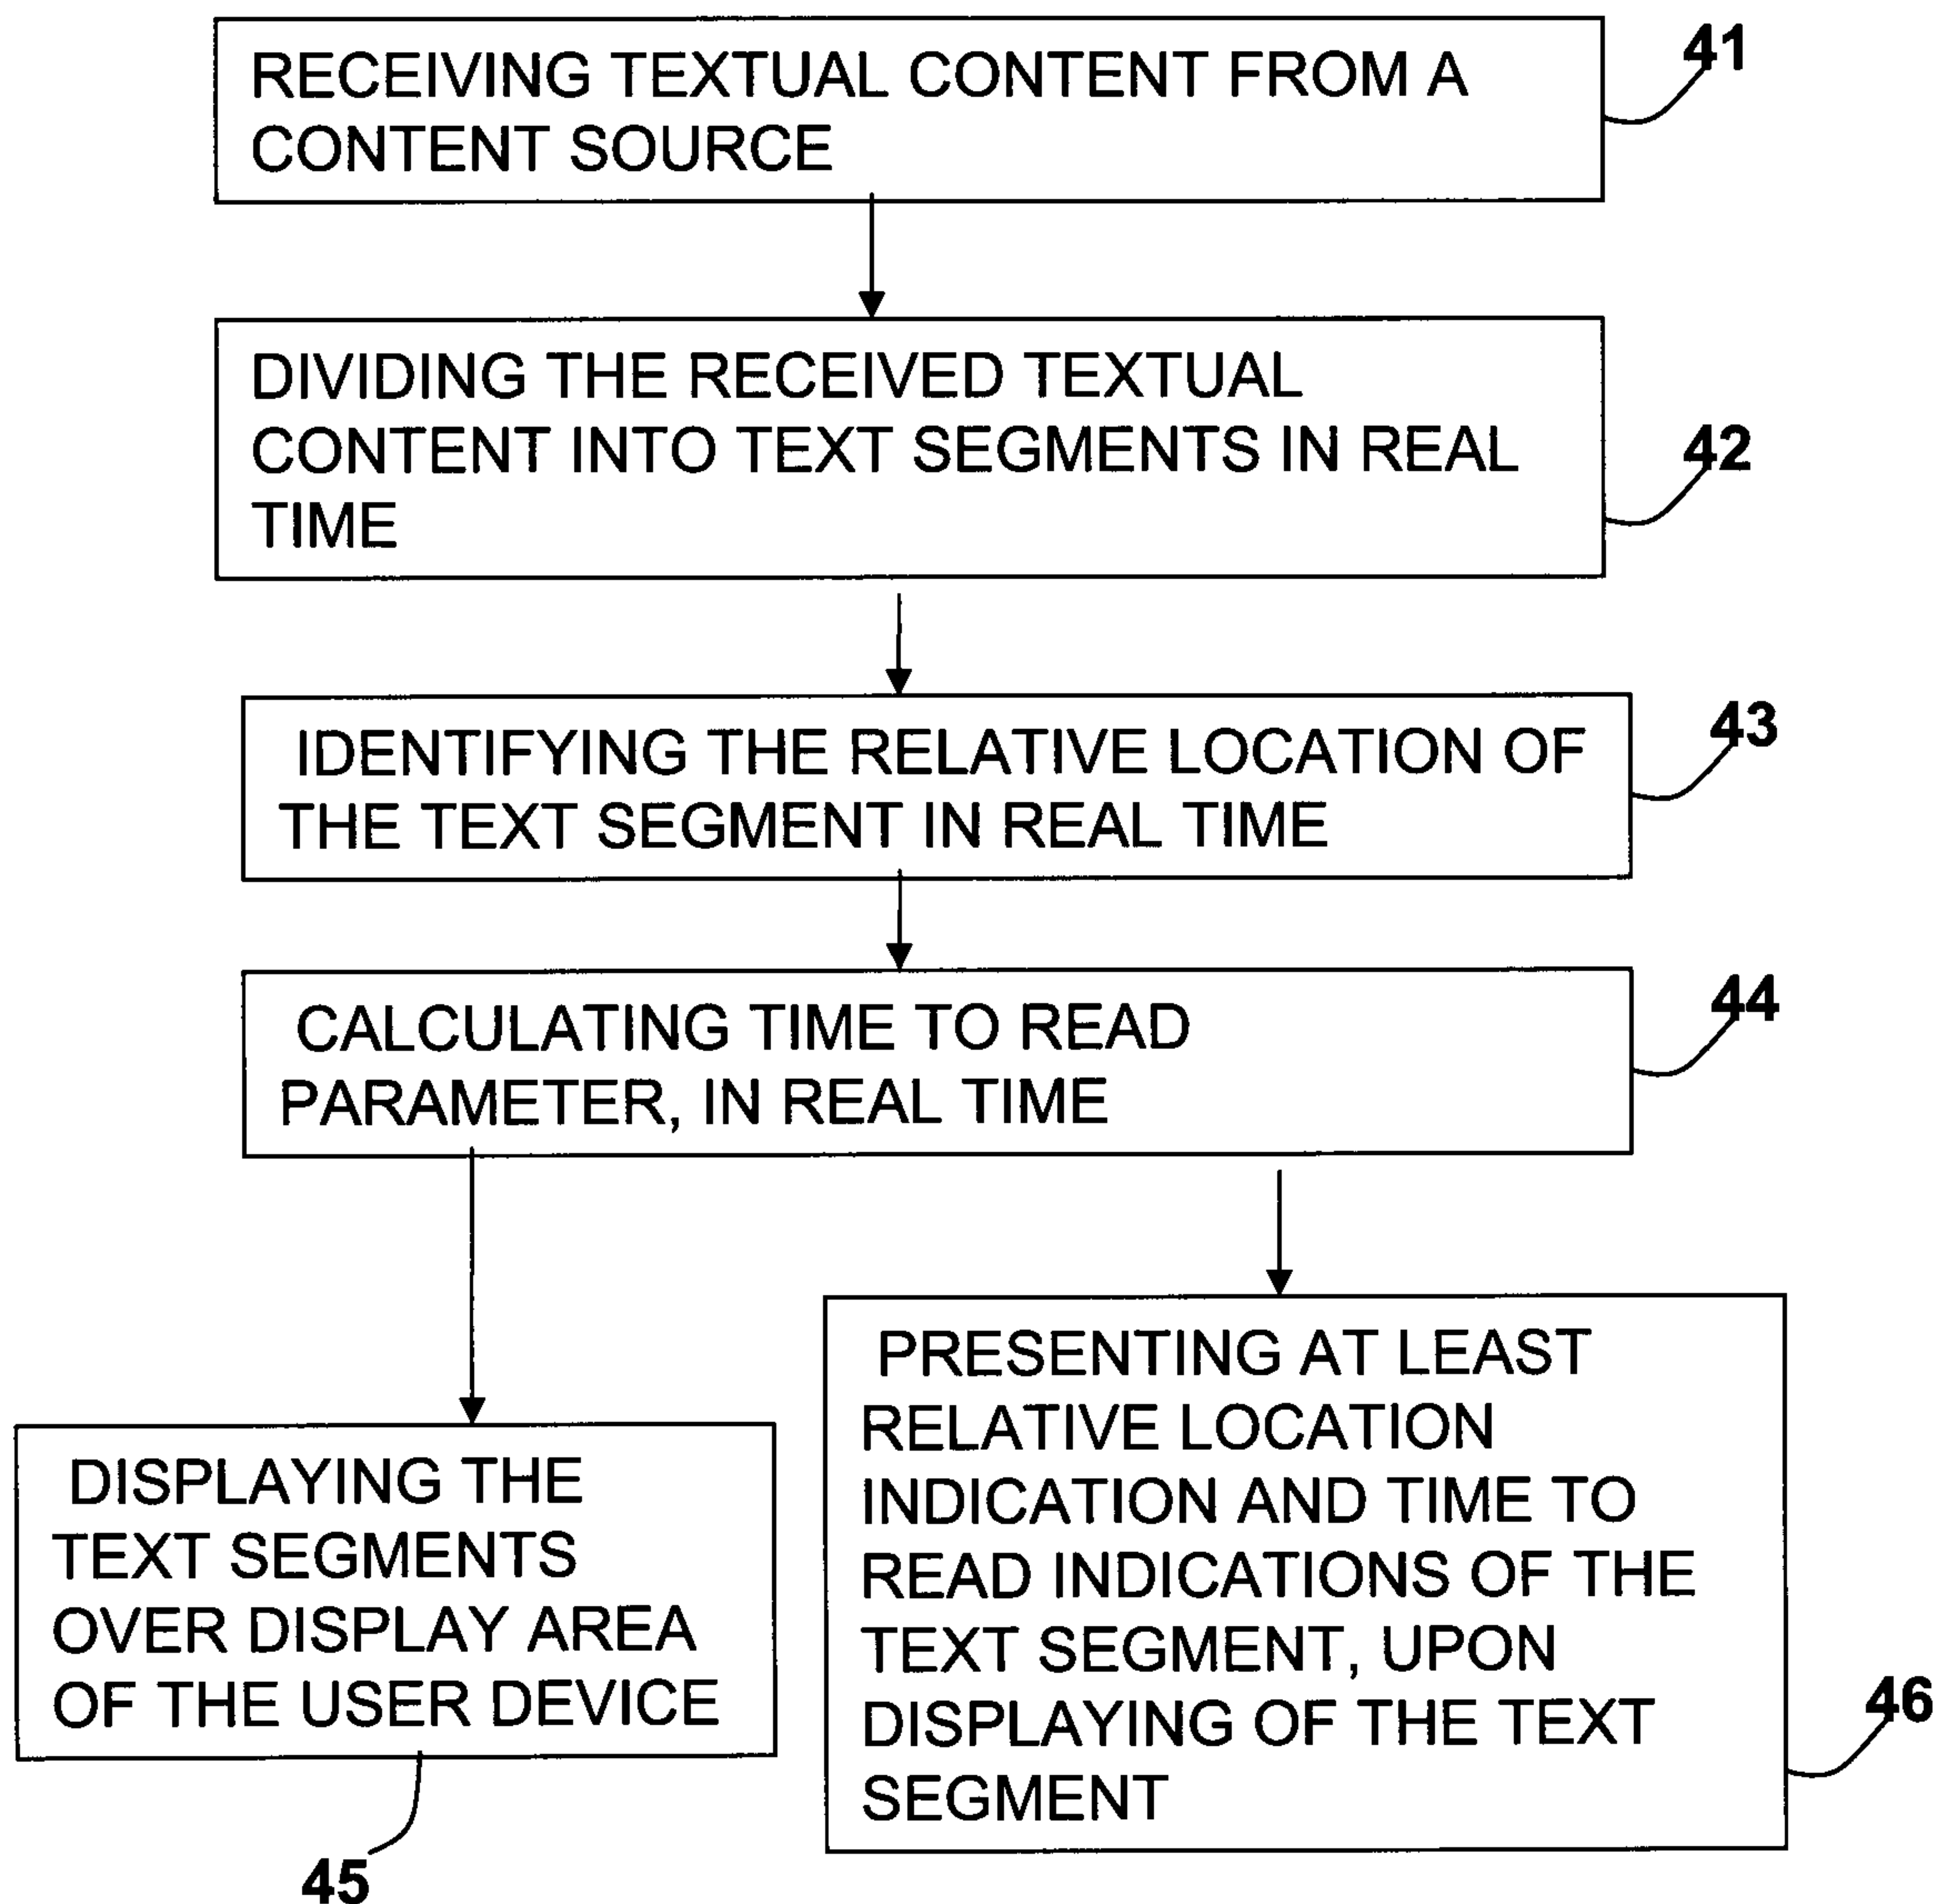 RECEIVING TEXTUAL CONTENT FROM A
CONTENT SOURCE
41
DIVIDING THE RECEIVED TEXTUAL
CONTENT INTO TEXT SEGMENTS IN REAL
TIME
42
IDENTIFYING THE RELATIVE LOCATION OF
THE TEXT SEGMENT IN REAL TIME
43
CALCULATING TIME TO READ
PARAMETER, IN REAL TIME
44
DISPLAYING THE
TEXT SEGMENTS
OVER DISPLAY AREA
OF THE USER DEVICE
45
PRESENTING AT LEAST
RELATIVE LOCATION
INDICATION AND TIME TO
READ INDICATIONS OF THE
TEXT SEGMENT, UPON
DISPLAYING OF THE TEXT
SEGMENT
46